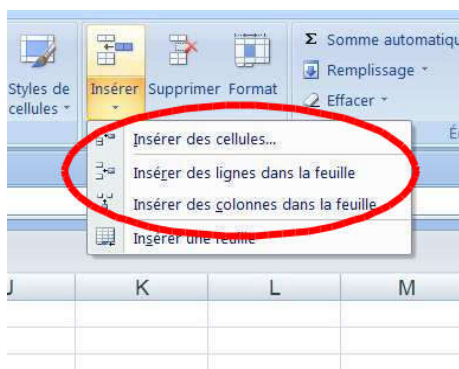 Σ Somme automatiqu
Remplissage
Effacer
Styles de
cellules
Insérer
Supprimer
Format
Insérer des cellules...
Insérer des lignes dans la feuille
Insérer des colonnes dans la feuille
Insérer une feuille
K
L
M